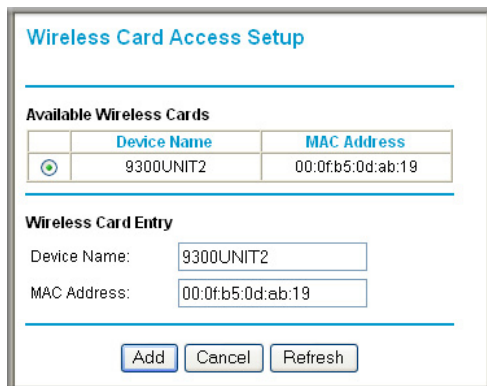 Wireless Card Access Setup
Available Wireless Cards
Device Name MAC Address
9300UNIT2 00:0f:b5:0d:ab:19
Wireless Card Entry
Device Name: 9300UNIT2
MAC Address: 00:0f:b5:0d:ab:19
Add Cancel Refresh